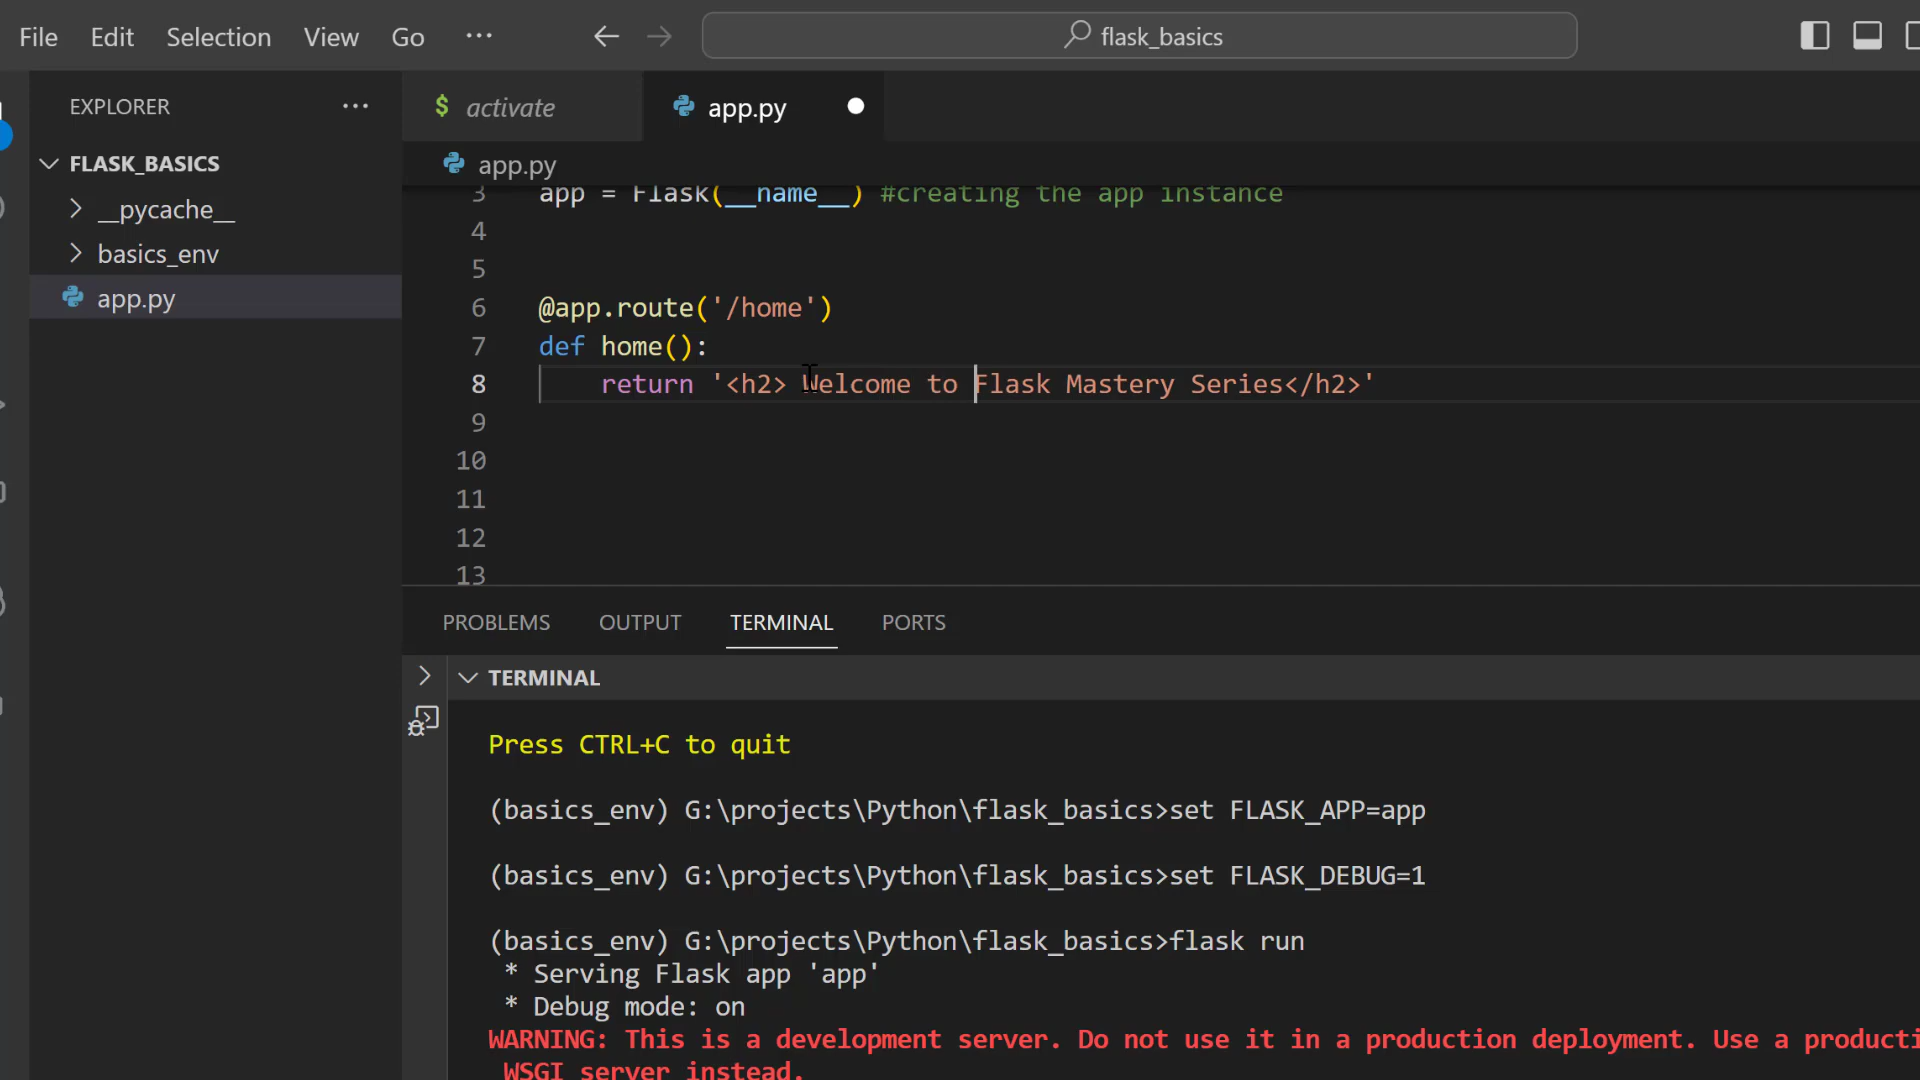 File Edit Selection View Go ··· flask_basics
EXPLORER ···
FLASK_BASICS
__pycache__
basics_env
app.py
$ activate
app.py
app.py
3 app = Flask(__name__) #creating the app instance
4
5
6 @app.route('/home')
7 def home():
8 return '<h2> Welcome to Flask Mastery Series</h2>'
9
10
11
12
13
PROBLEMS OUTPUT TERMINAL PORTS
TERMINAL
Press CTRL+C to quit
(basics_env) G:\projects\Python\flask_basics>set FLASK_APP=app
(basics_env) G:\projects\Python\flask_basics>set FLASK_DEBUG=1
(basics_env) G:\projects\Python\flask_basics>flask run
* Serving Flask app 'app'
* Debug mode: on
WARNING: This is a development server. Do not use it in a production deployment. Use a producti
WSGI server instead.